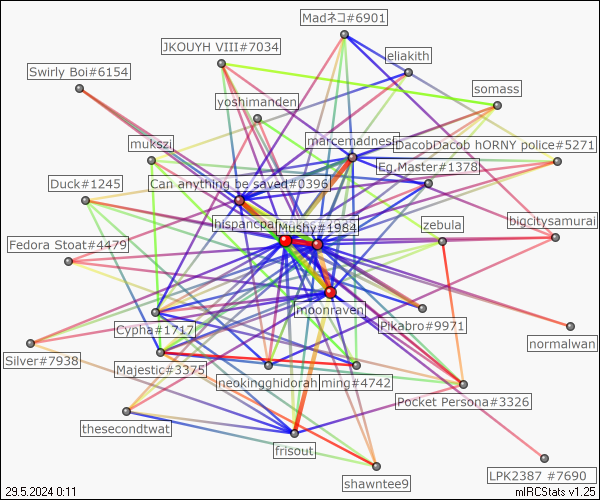 Madネコ#6901
JKOUYH VIII#7034
eliakith
Swirly Boi#6154
somass
yoshimanden
marcemadness
mukszi
DacobDacob hORNY police#5271
Eg.Master#1378
Duck#1245
Can anything be saved#0396
bigcitysamurai
hispancpa
Mushy#1984
zebula
Fedora Stoat#4479
moonraven
Cypha#1717
Pikabro#9971
normalwan
Silver#7938
Majestic#3375
neokingghidorah
ming#4742
Pocket Persona#3326
thesecondtwat
frisout
shawntee9
LPK2387 #7690
29.5.2024 0:11
mIRCStats v1.25